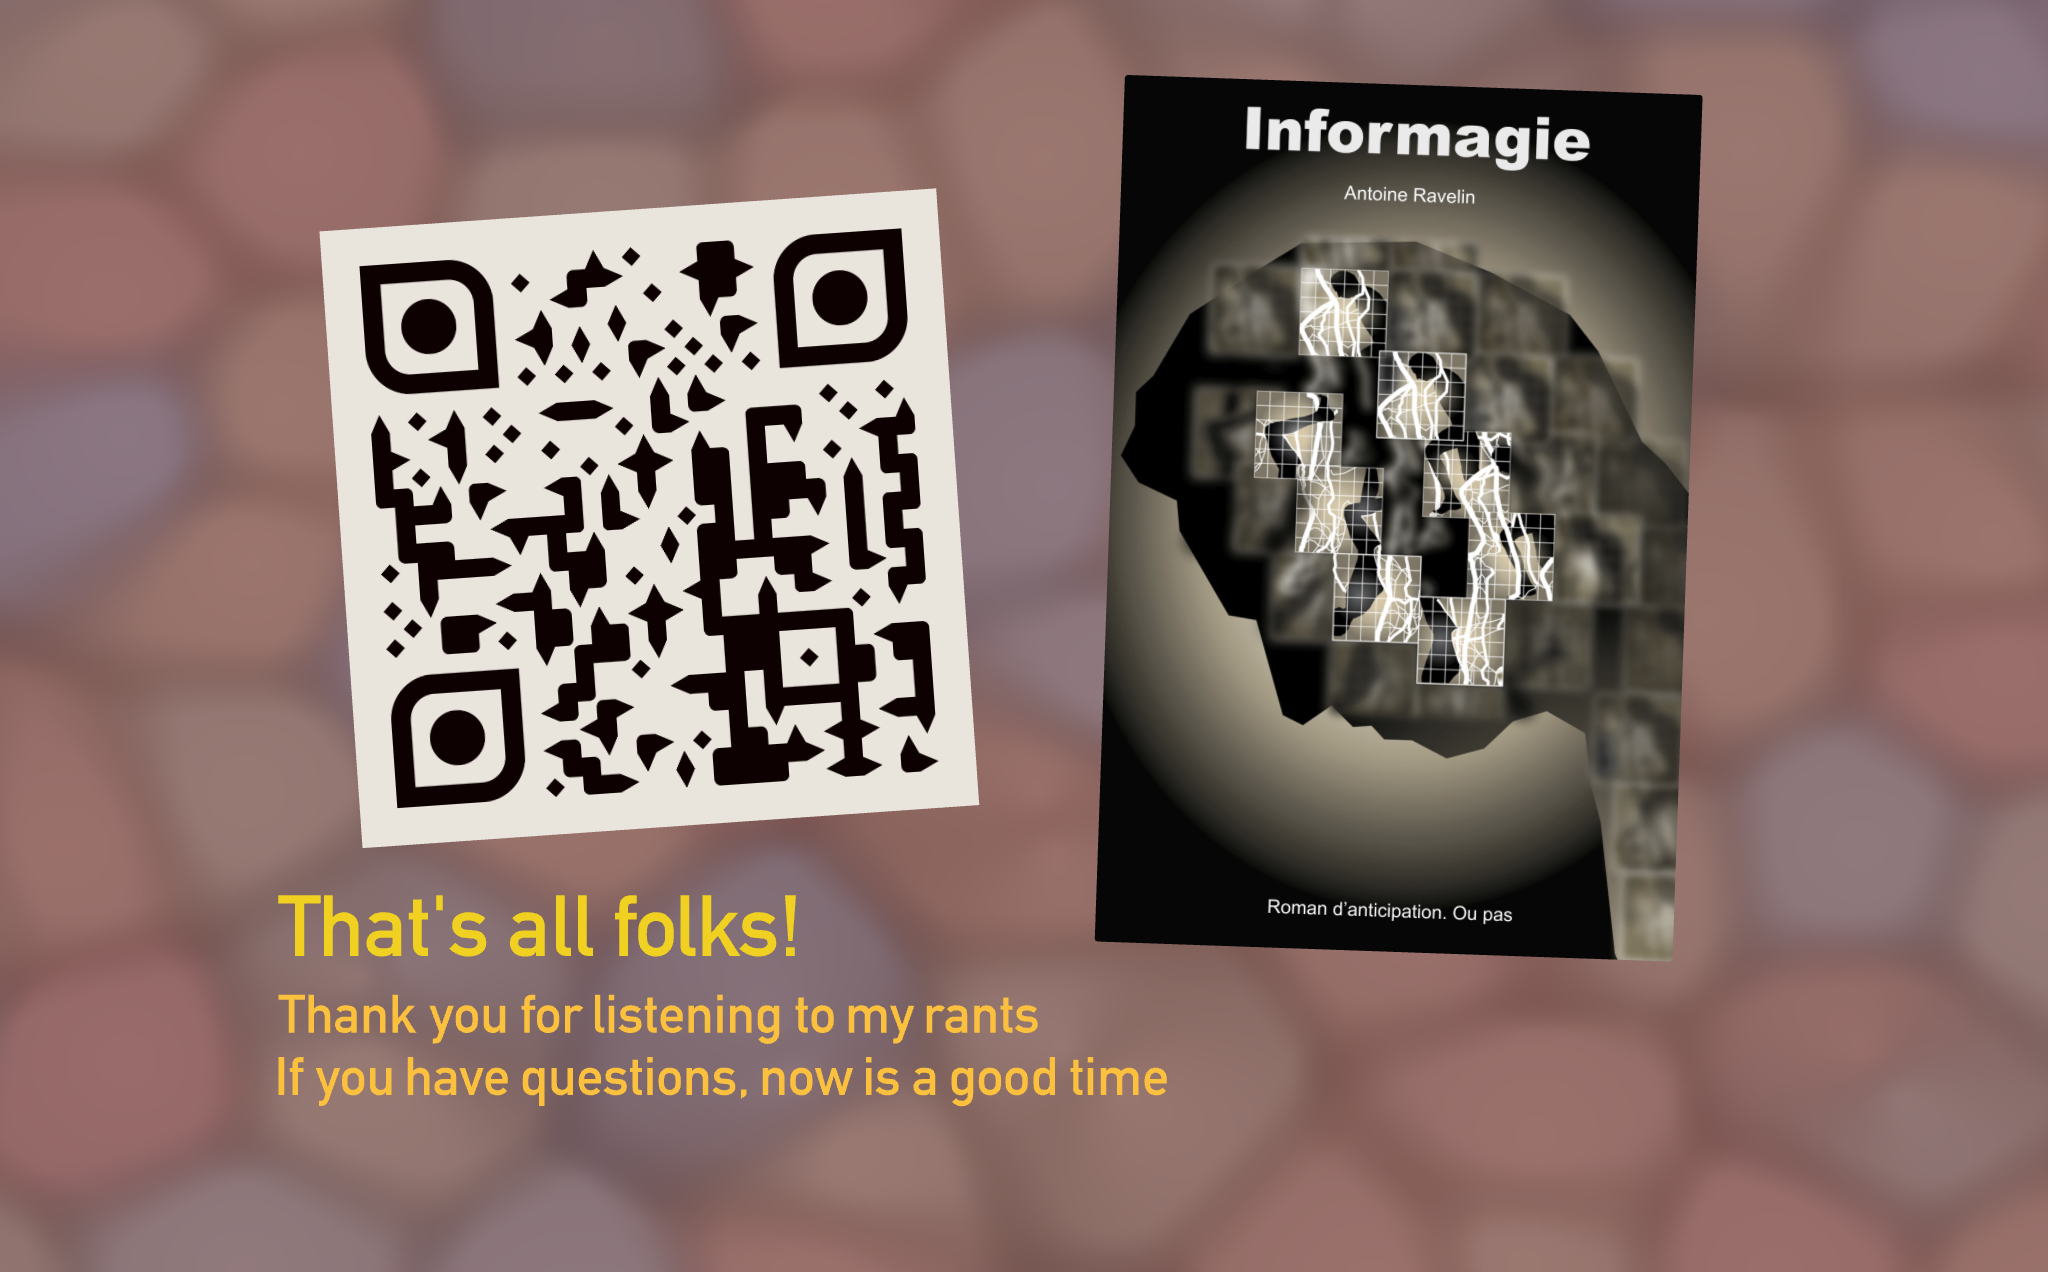 Informagie
Antoine Ravelin
Roman d’anticipation. Ou pas
That's all folks!
Thank you for listening to my rants
If you have questions, now is a good time